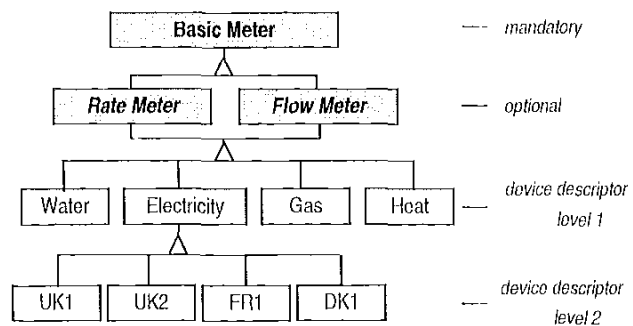 Basic Meter — mandatory
Rate Meter Flow Meter — optional
Water Electricity Gas Heat — device descriptor
level 1
UK1 UK2 FR1 DK1 — device descriptor
level 2